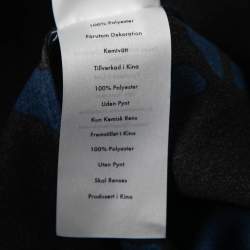 100% Polyester
Förutom Dekoration
Kemtvätt
Tillverkad i Kina
100% Polyester
Uden Pynt
Kun Kemisk Rens
Fremstillet i Kina
100% Polyester
Uten Pynt
Skal Renses
Produsert i Kina